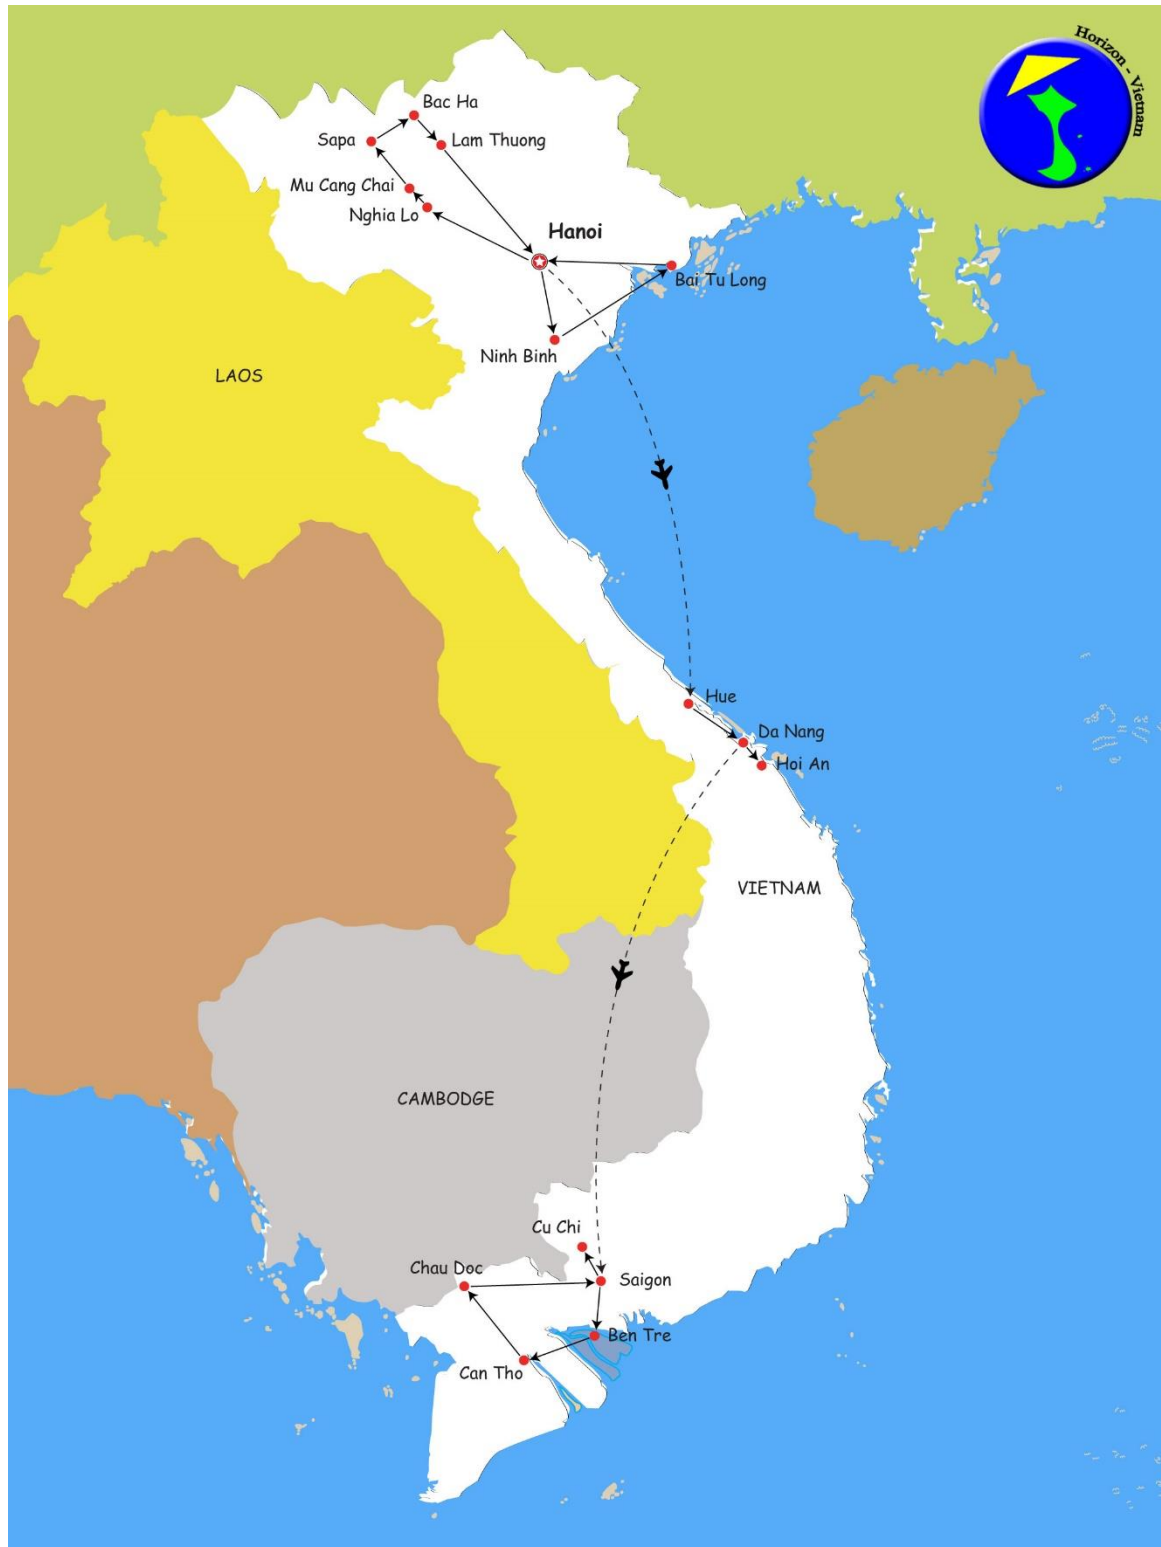 Horizon - Vietnam
Bac Ha
Sapa
Lam Thuong
Mu Cang Chai
Nghia Lo
Hanoi
Bai Tu Long
Ninh Binh
LAOS
Hue
Da Nang
Hoi An
VIETNAM
CAMBODGE
Cu Chi
Chau Doc
Saigon
Ben Tre
Can Tho